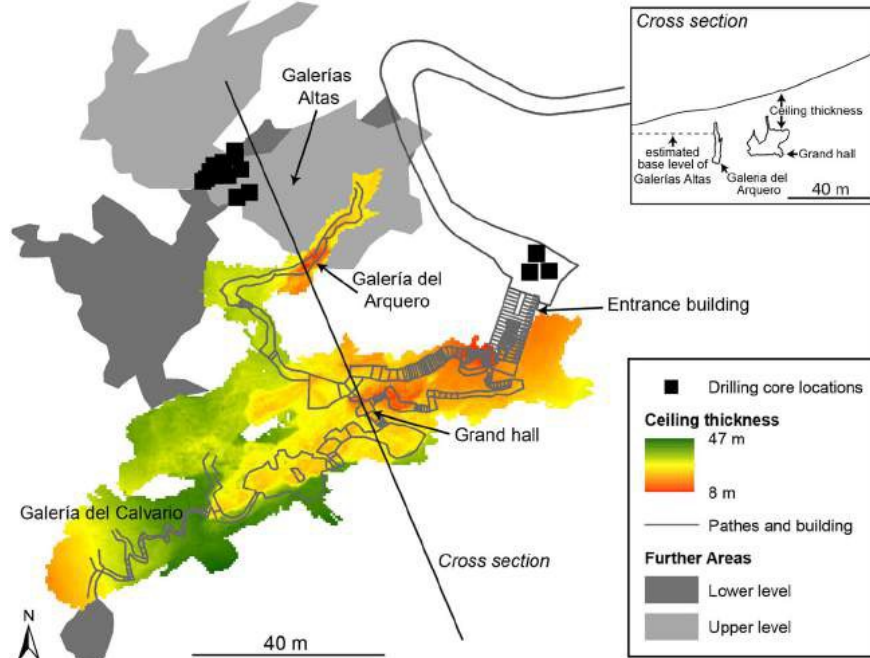 Galerías
Altas
Galería del
Arquero
Entrance building
Grand hall
Galería del Calvario
Cross section
N
40 m
Cross section
Ceiling thickness
estimated
base level of
Galerías Altas
Grand hall
Galeria del
Arquero
40 m
Drilling core locations
Ceiling thickness
47 m
8 m
Pathes and building
Further Areas
Lower level
Upper level